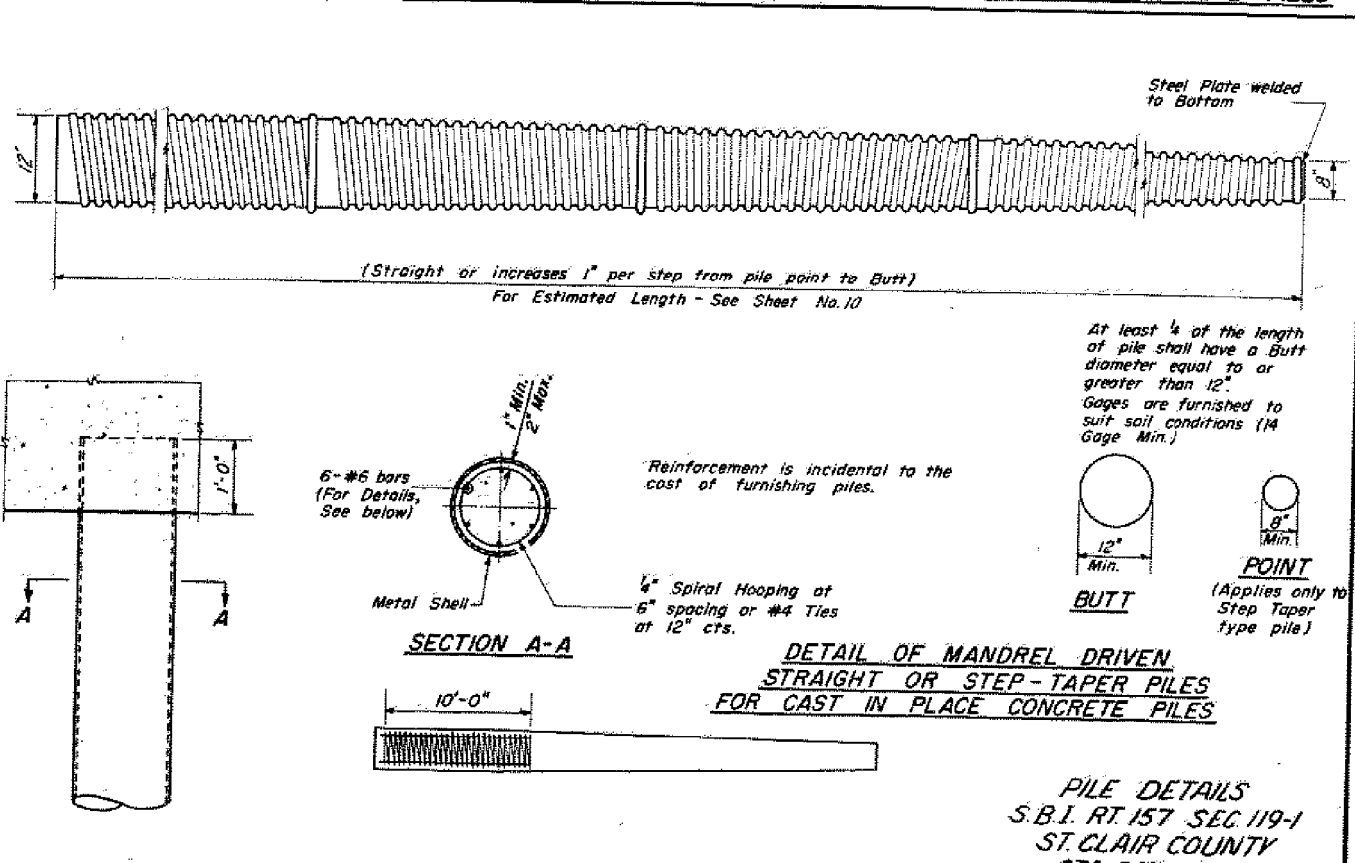 Steel Plate welded
to Bottom
12"
8"
(Straight or increases 1" per step from pile point to Butt)
For Estimated Length - See Sheet No. 10
At least ¼ of the length
of pile shall have a Butt
diameter equal to or
greater than 12".
Gages are furnished to
suit soil conditions (14
Gage Min.)
1" Min.
2" Max.
1'-0"
6-#6 bars
(For Details,
See below)
Reinforcement is incidental to the
cost of furnishing piles.
12"
Min.
BUTT
8"
Min.
POINT
(Applies only to
Step Taper
type pile)
A
A
Metal Shell
¼" Spiral Hooping at
6" spacing or #4 Ties
at 12" cts.
SECTION A-A
DETAIL OF MANDREL DRIVEN
STRAIGHT OR STEP-TAPER PILES
FOR CAST IN PLACE CONCRETE PILES
10'-0"
PILE DETAILS
S.B.I. RT. 157 SEC. 119-1
ST. CLAIR COUNTY